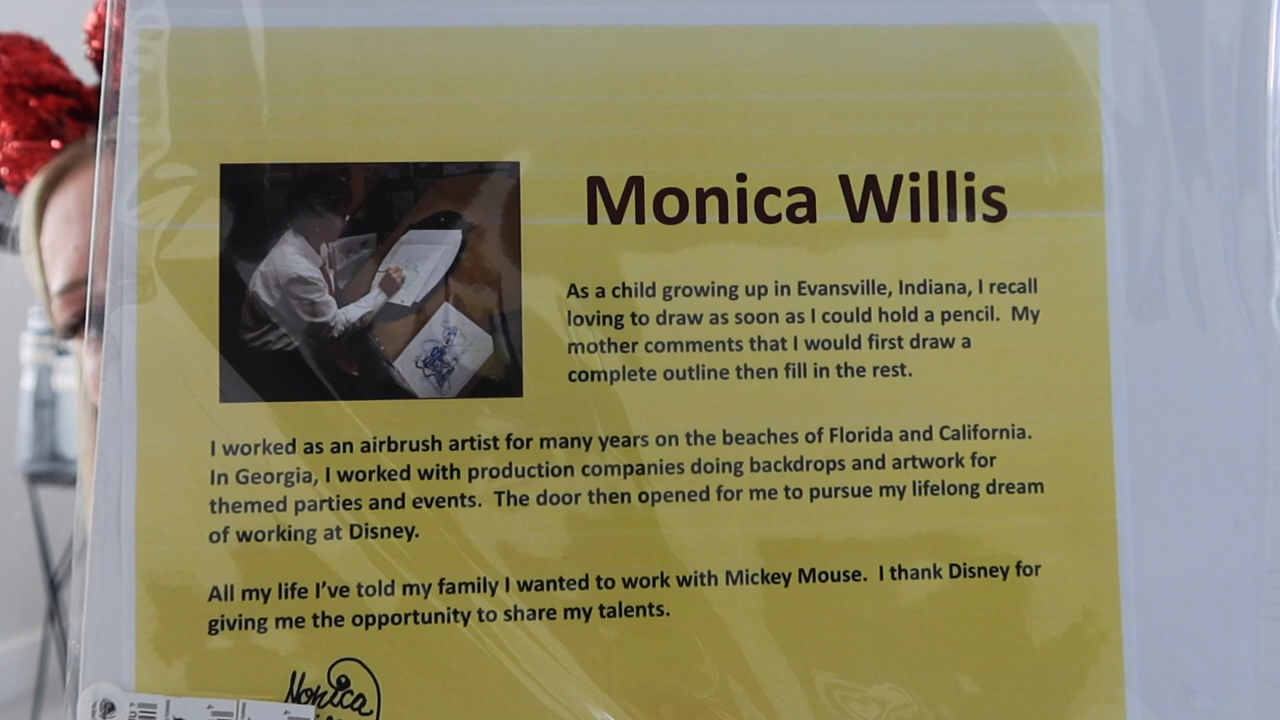 Monica Willis
As a child growing up in Evansville, Indiana, I recall
loving to draw as soon as I could hold a pencil.  My
mother comments that I would first draw a
complete outline then fill in the rest.
I worked as an airbrush artist for many years on the beaches of Florida and California.
In Georgia, I worked with production companies doing backdrops and artwork for
themed parties and events.  The door then opened for me to pursue my lifelong dream
of working at Disney.
All my life I've told my family I wanted to work with Mickey Mouse.  I thank Disney for
giving me the opportunity to share my talents.
Monica